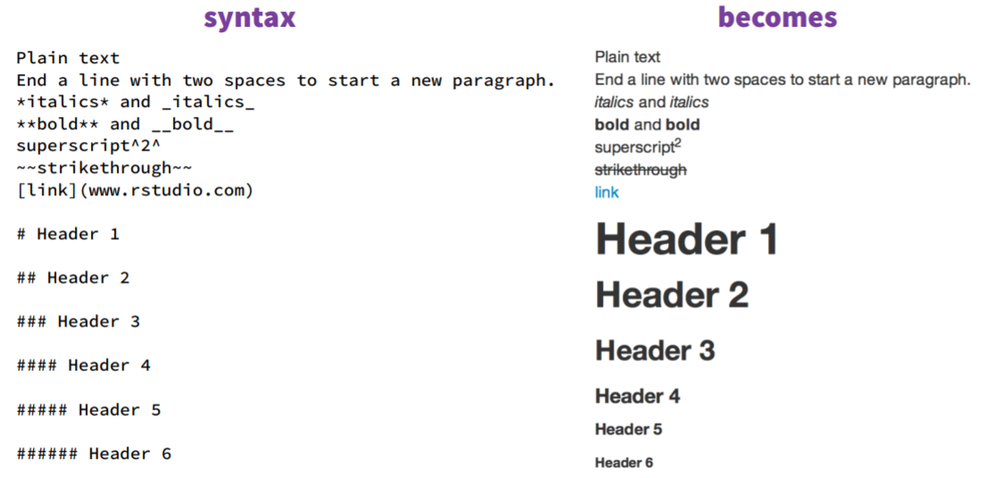 syntax
Plain text
End a line with two spaces to start a new paragraph.
*italics* and _italics_
**bold** and __bold__
superscript^2^
~~strikethrough~~
[link](www.rstudio.com)
# Header 1
## Header 2
### Header 3
#### Header 4
##### Header 5
###### Header 6
becomes
Plain text
End a line with two spaces to start a new paragraph.
italics and italics
bold and bold
superscript2
strikethrough
link
Header 1
Header 2
Header 3
Header 4
Header 5
Header 6